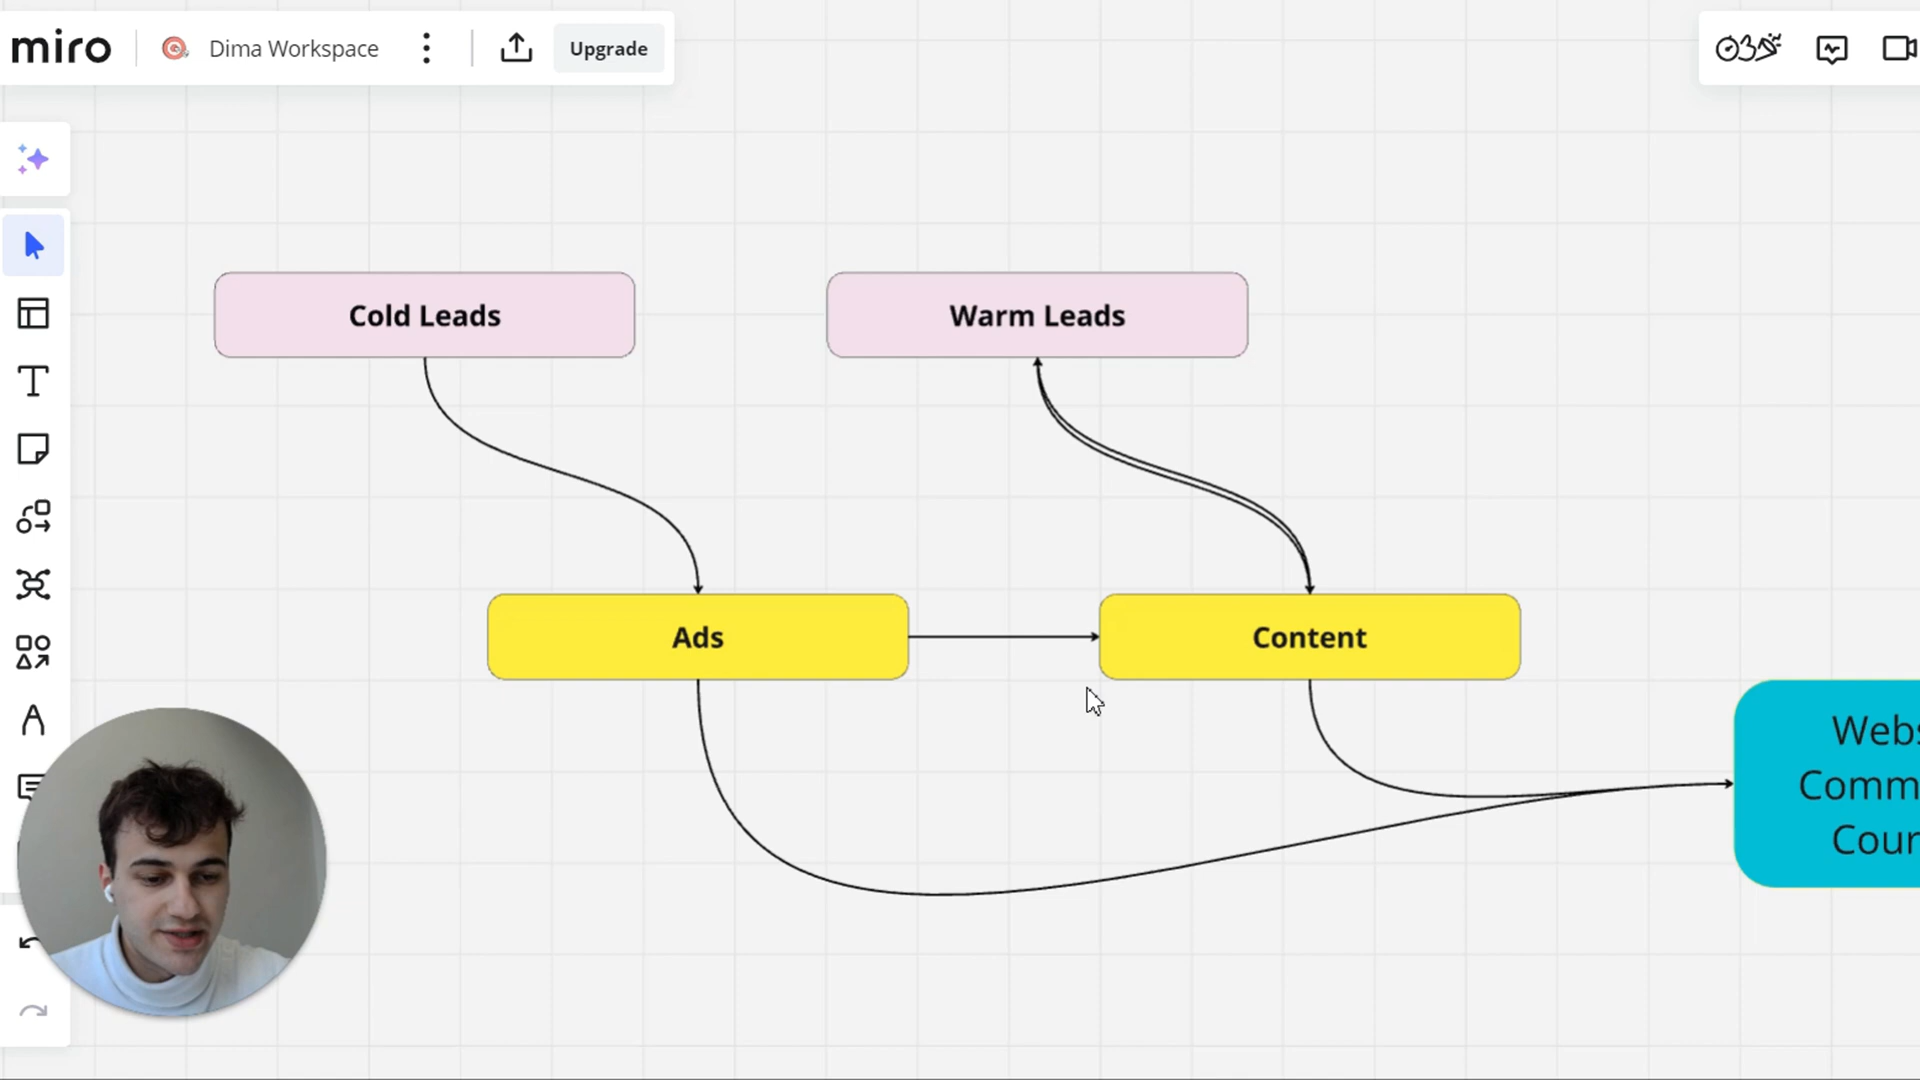 miro
Dima Workspace
Upgrade
Cold Leads
Warm Leads
Ads
Content